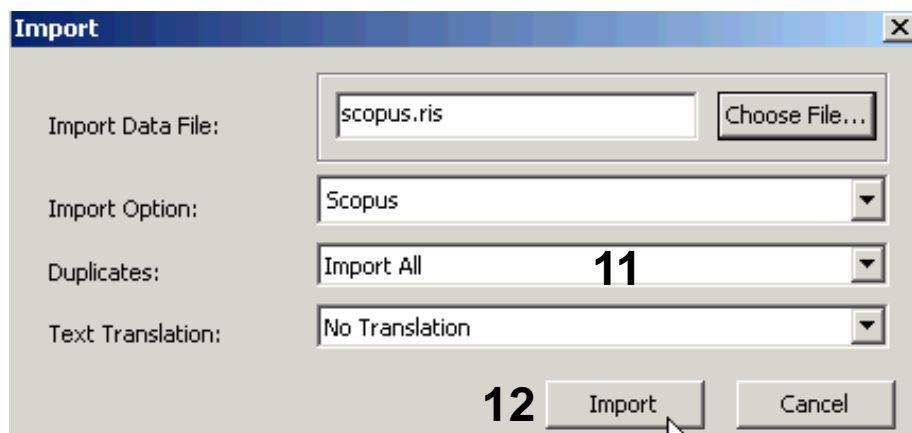 Import
Import Data File: scopus.ris Choose File...
Import Option: Scopus
Duplicates: Import All 11
Text Translation: No Translation
12 Import Cancel